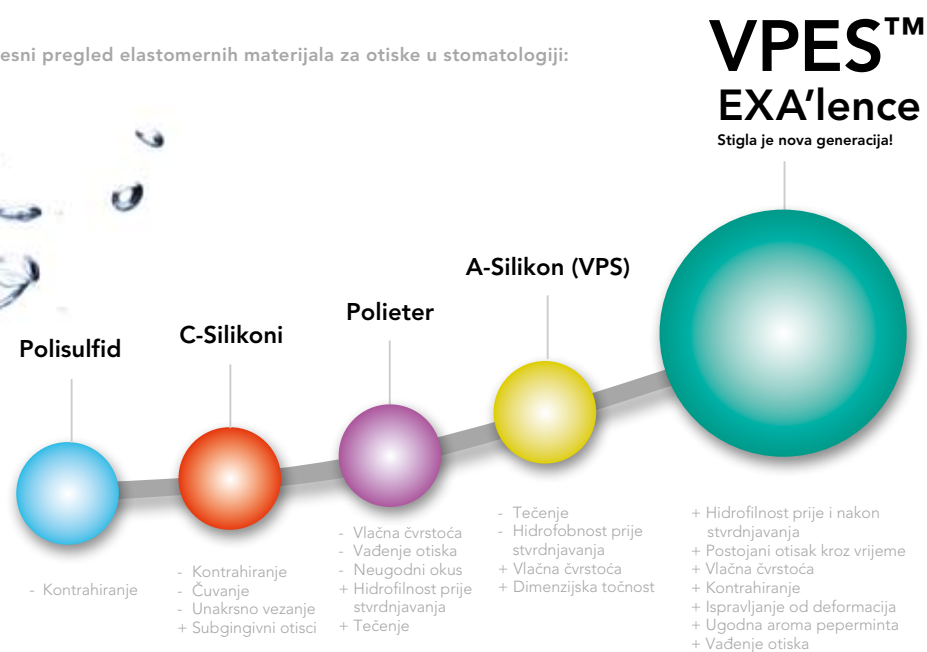 esni pregled elastomernih materijala za otiske u stomatologiji:
VPES™
EXA'lence
Stigla je nova generacija!
A-Silikon (VPS)
Polieter
C-Silikoni
Polisulfid
- Kontrahiranje
- Kontrahiranje
- Čuvanje
- Unakrsno vezanje
+ Subgingivni otisci
- Vlačna čvrstoća
- Vađenje otiska
- Neugodni okus
+ Hidrofilnost prije
stvrdnjavanja
+ Tečenje
- Tečenje
- Hidrofobnost prije
stvrdnjavanja
+ Vlačna čvrstoća
+ Dimenzijska točnost
+ Hidrofilnost prije i nakon
stvrdnjavanja
+ Postojani otisak kroz vrijeme
+ Vlačna čvrstoća
+ Kontrahiranje
+ Ispravljanje od deformacija
+ Ugodna aroma peperminta
+ Vađenje otiska